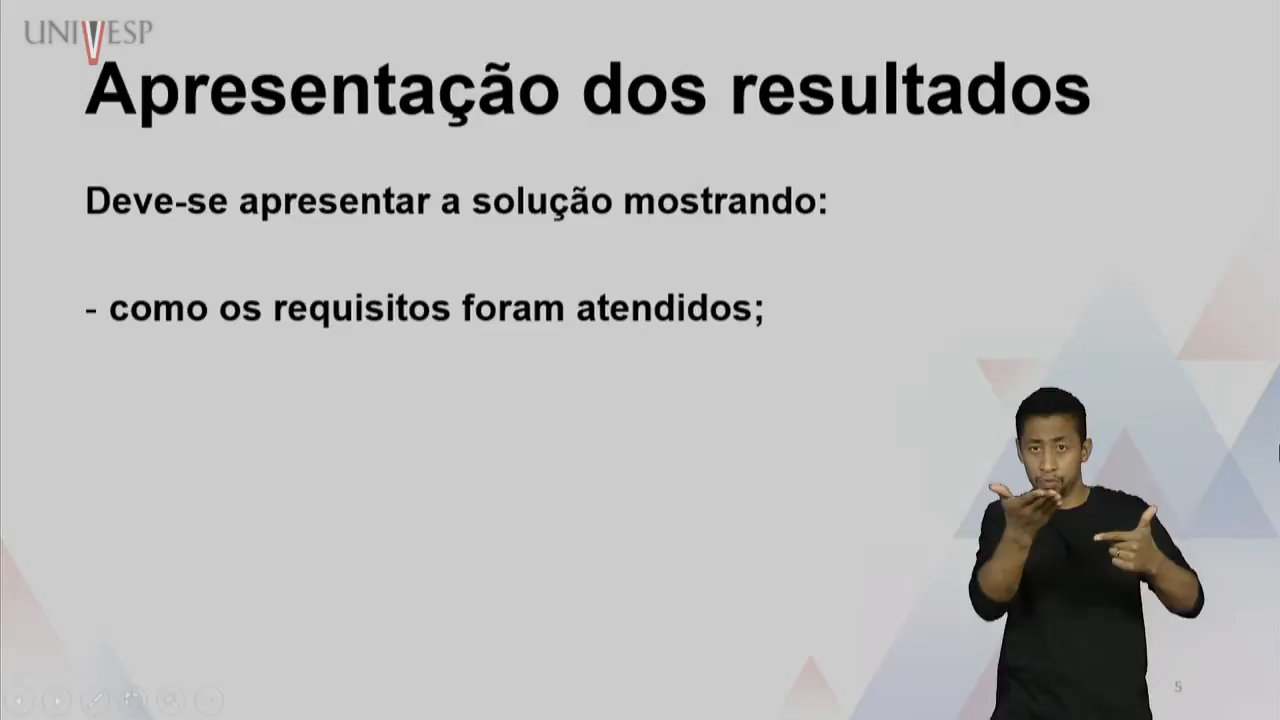 UNIVESP
Apresentação dos resultados
Deve-se apresentar a solução mostrando:
- como os requisitos foram atendidos;
5